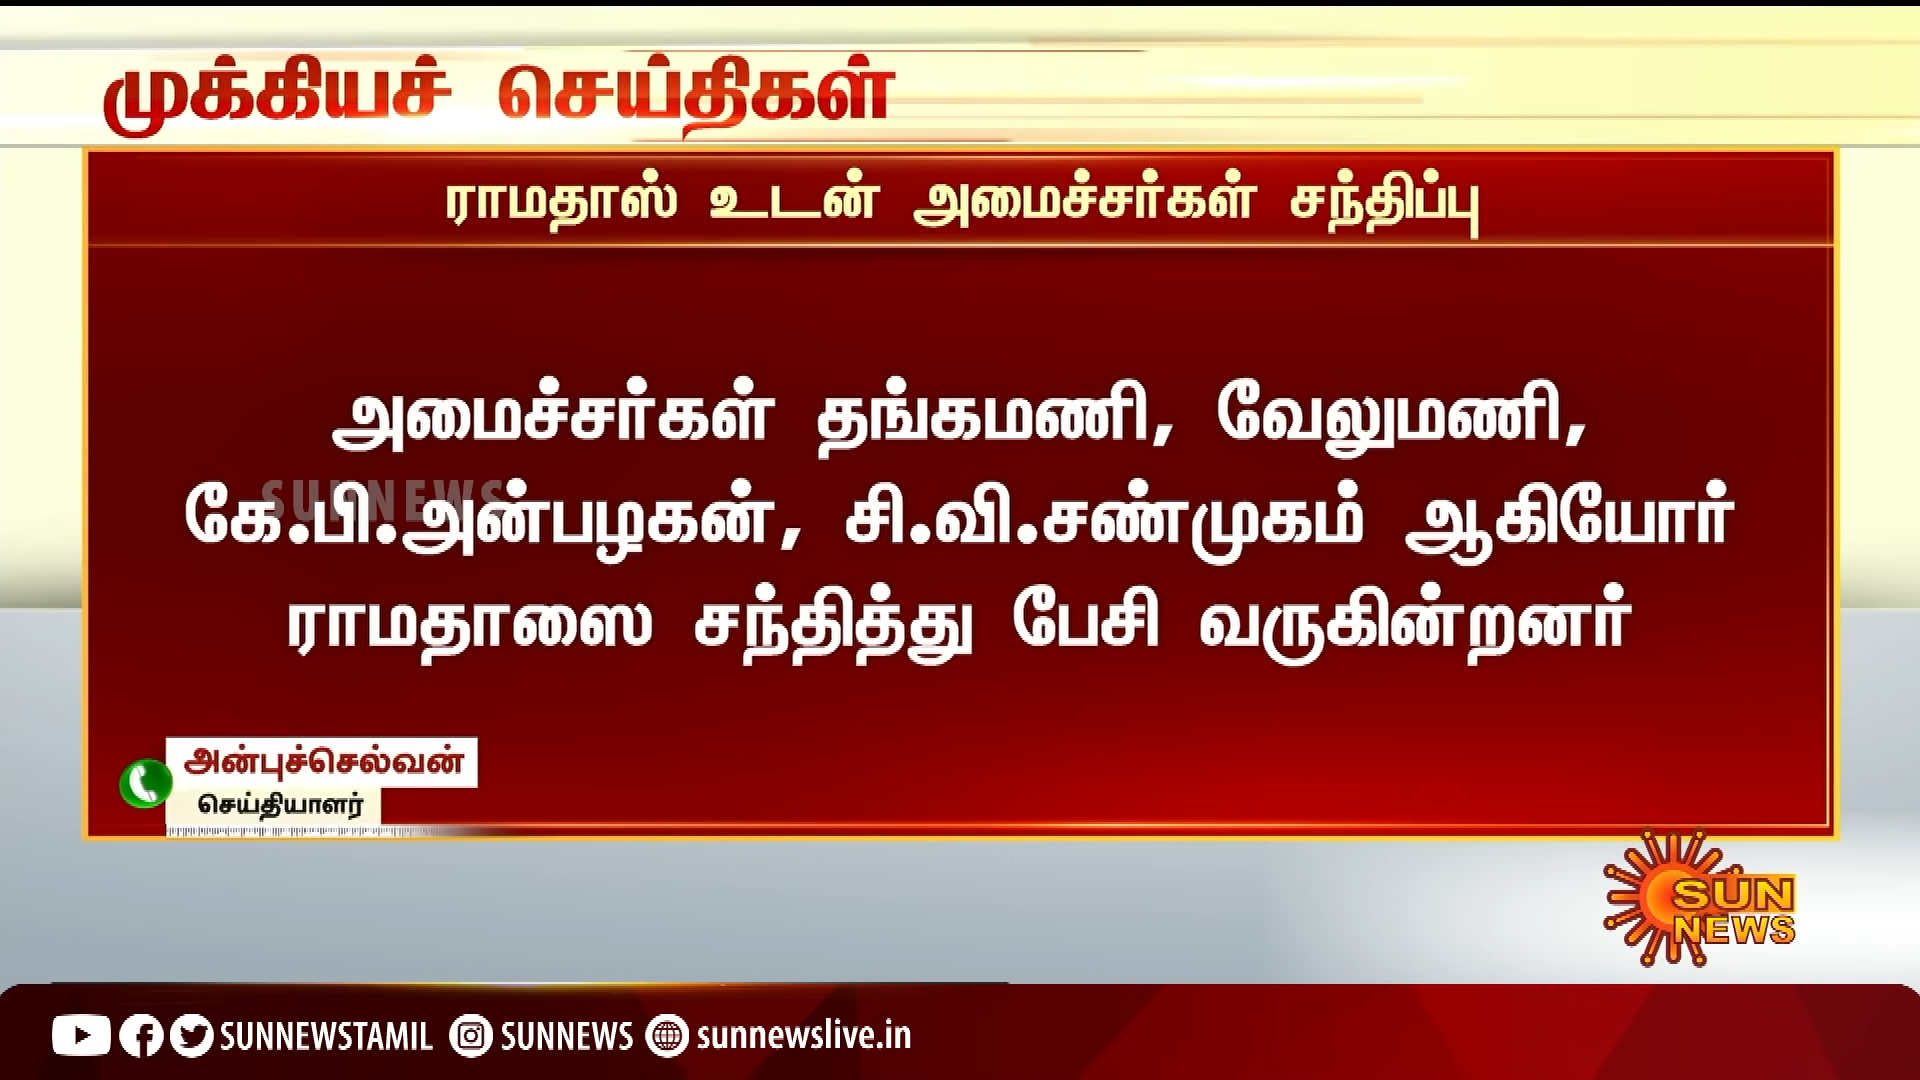 முக்கியச் செய்திகள்
ராமதாஸ் உடன் அமைச்சர்கள் சந்திப்பு
அமைச்சர்கள் தங்கமணி, வேலுமணி,
கே.பி.அன்பழகன், சி.வி.சண்முகம் ஆகியோர்
ராமதாஸை சந்தித்து பேசி வருகின்றனர்
SUNNEWS
அன்புச்செல்வன்
செய்தியாளர்
SUN
NEWS
SUNNEWSTAMIL SUNNEWS sunnewslive.in